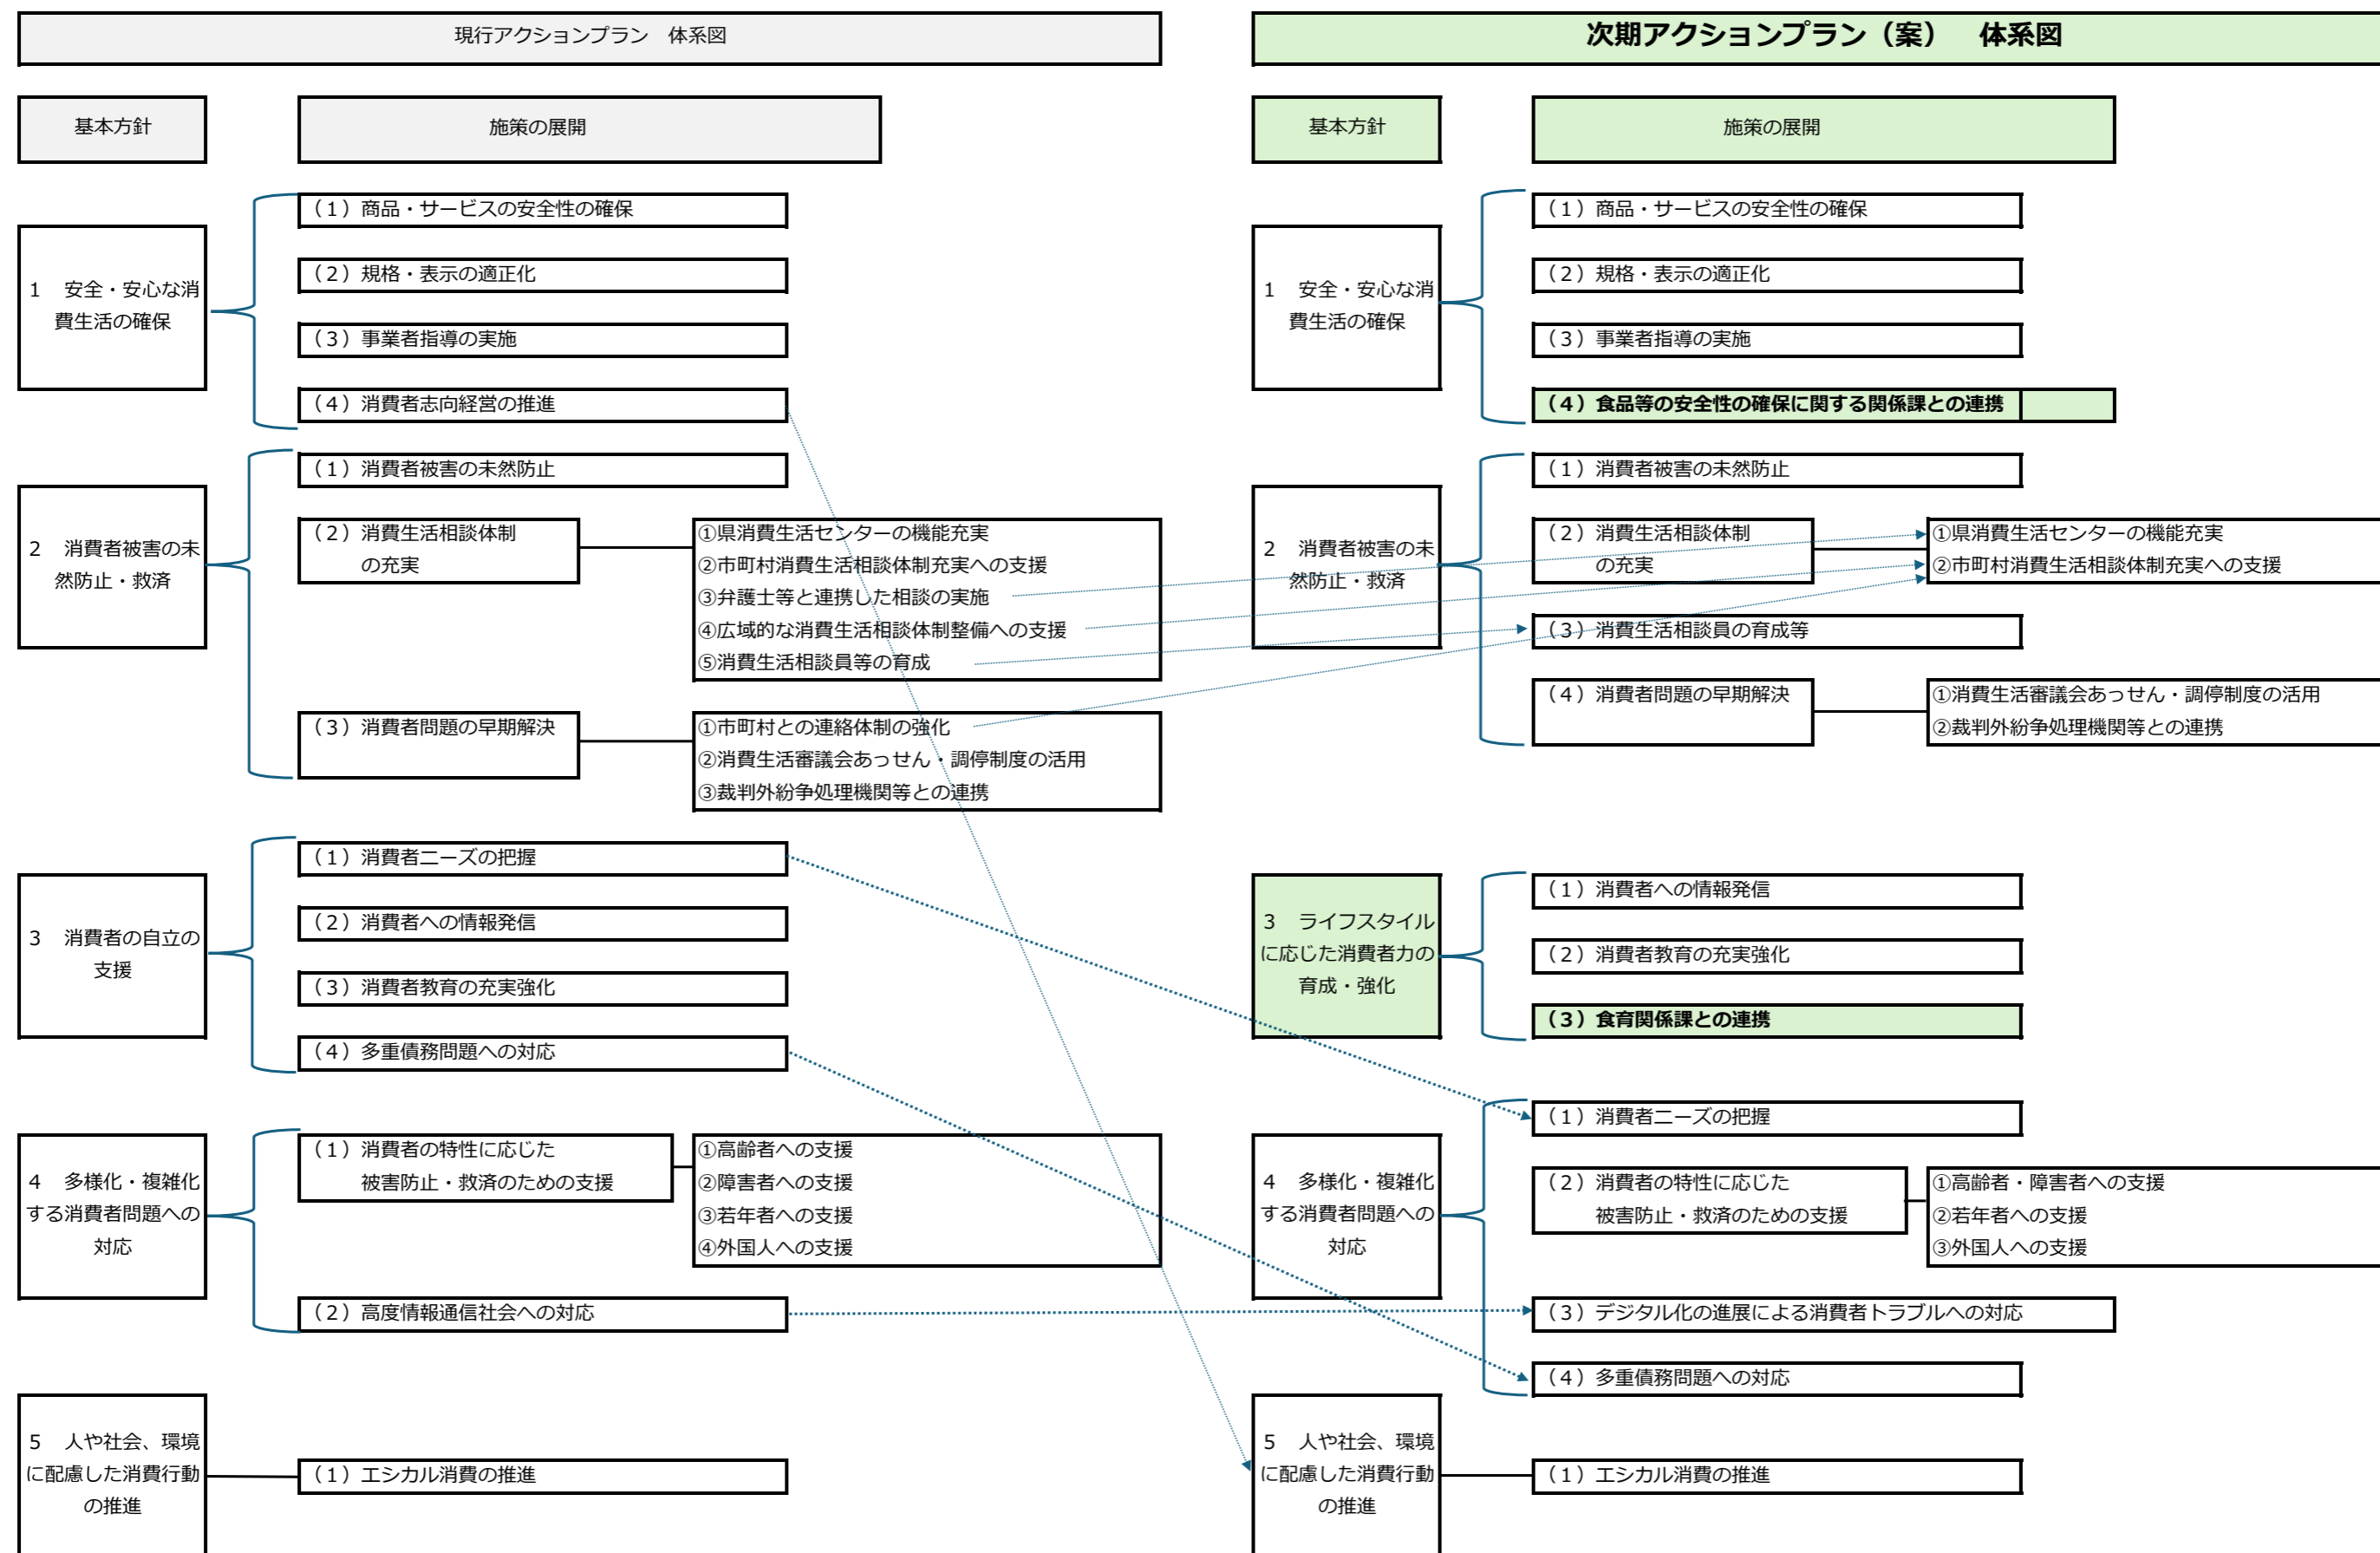 現行アクションプラン　体系図
基本方針
施策の展開
1　安全・安心な消
費生活の確保
（1）商品・サービスの安全性の確保
（2）規格・表示の適正化
（3）事業者指導の実施
（4）消費者志向経営の推進
2　消費者被害の未
然防止・救済
（1）消費者被害の未然防止
（2）消費生活相談体制
の充実
①県消費生活センターの機能充実
②市町村消費生活相談体制充実への支援
③弁護士等と連携した相談の実施
④広域的な消費生活相談体制整備への支援
⑤消費生活相談員等の育成
（3）消費者問題の早期解決
①市町村との連絡体制の強化
②消費生活審議会あっせん・調停制度の活用
③裁判外紛争処理機関等との連携
3　消費者の自立の
支援
（1）消費者ニーズの把握
（2）消費者への情報発信
（3）消費者教育の充実強化
（4）多重債務問題への対応
4　多様化・複雑化
する消費者問題への
対応
（1）消費者の特性に応じた
被害防止・救済のための支援
①高齢者への支援
②障害者への支援
③若年者への支援
④外国人への支援
（2）高度情報通信社会への対応
5　人や社会、環境
に配慮した消費行動
の推進
（1）エシカル消費の推進
次期アクションプラン（案）　体系図
基本方針
施策の展開
1　安全・安心な消
費生活の確保
（1）商品・サービスの安全性の確保
（2）規格・表示の適正化
（3）事業者指導の実施
（4）食品等の安全性の確保に関する関係課との連携
2　消費者被害の未
然防止・救済
（1）消費者被害の未然防止
（2）消費生活相談体制
の充実
①県消費生活センターの機能充実
②市町村消費生活相談体制充実への支援
（3）消費生活相談員の育成等
（4）消費者問題の早期解決
①消費生活審議会あっせん・調停制度の活用
②裁判外紛争処理機関等との連携
3　ライフスタイル
に応じた消費者力の
育成・強化
（1）消費者への情報発信
（2）消費者教育の充実強化
（3）食育関係課との連携
4　多様化・複雑化
する消費者問題への
対応
（1）消費者ニーズの把握
（2）消費者の特性に応じた
被害防止・救済のための支援
①高齢者・障害者への支援
②若年者への支援
③外国人への支援
（3）デジタル化の進展による消費者トラブルへの対応
（4）多重債務問題への対応
5　人や社会、環境
に配慮した消費行動
の推進
（1）エシカル消費の推進